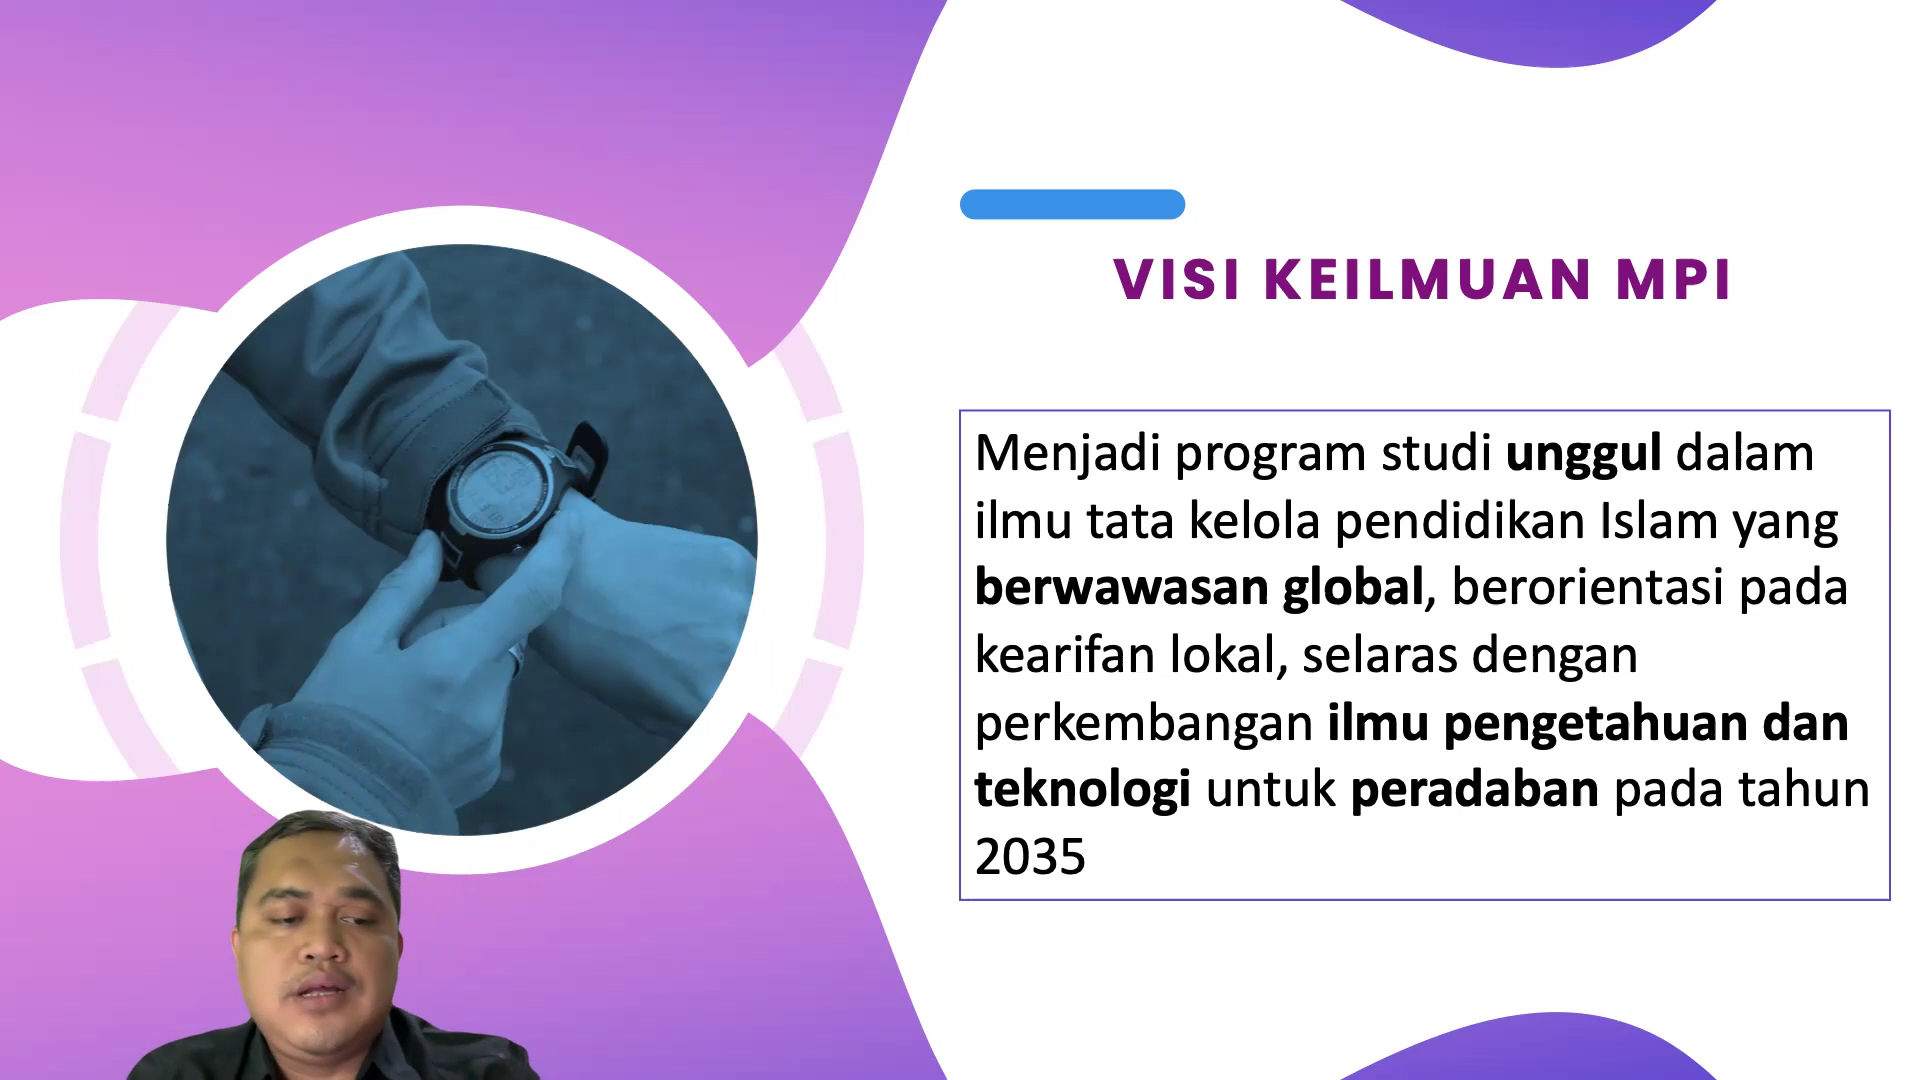 VISI KEILMUAN MPI
Menjadi program studi unggul dalam
ilmu tata kelola pendidikan Islam yang
berwawasan global, berorientasi pada
kearifan lokal, selaras dengan
perkembangan ilmu pengetahuan dan
teknologi untuk peradaban pada tahun
2035